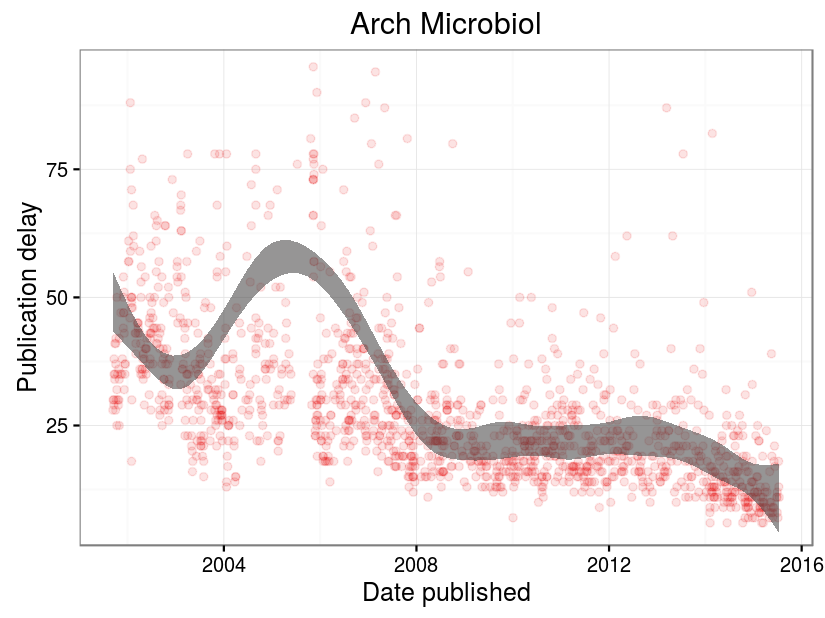 Arch Microbiol
Publication delay
75
50
25
2004 2008 2012 2016
Date published